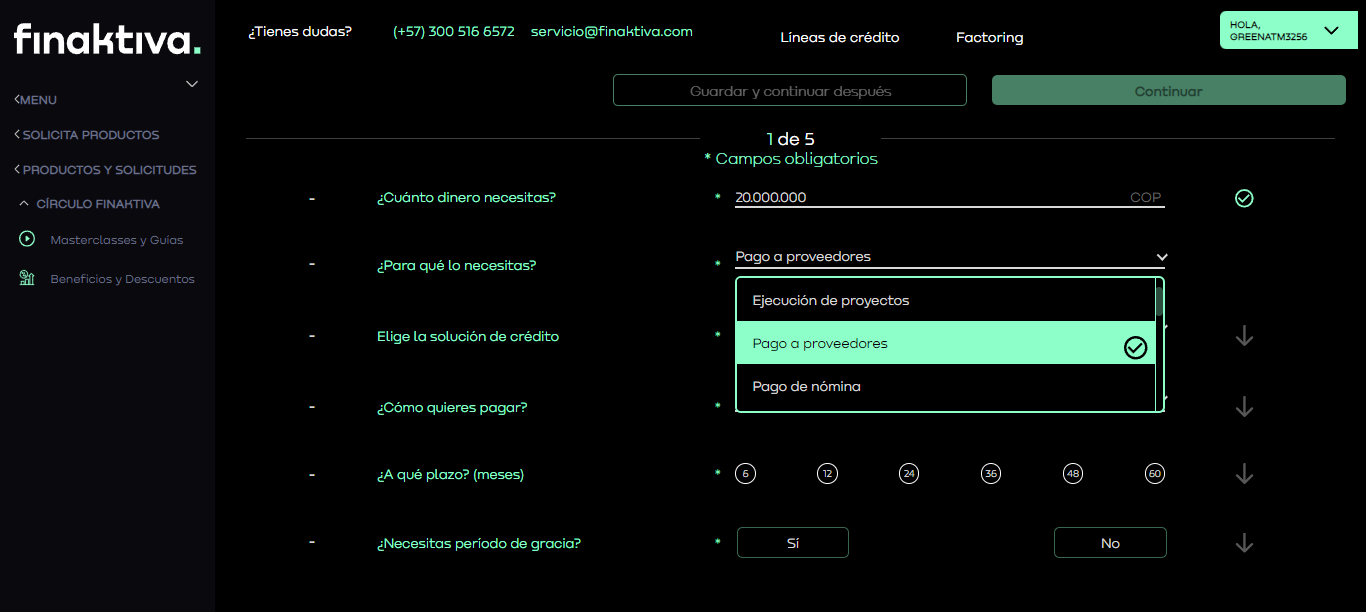 finaktiva.
¿Tienes dudas? (+57) 300 516 6572 servicio@finaktiva.com Líneas de crédito Factoring
HOLA,
GREENATM3256
MENU
SOLICITA PRODUCTOS
PRODUCTOS Y SOLICITUDES
CÍRCULO FINAKTIVA
Masterclasses y Guías
Beneficios y Descuentos
Guardar y continuar después Continuar
1 de 5
* Campos obligatorios
- ¿Cuánto dinero necesitas? * 20.000.000 COP
- ¿Para qué lo necesitas? * Pago a proveedores
Ejecución de proyectos
Pago a proveedores
Pago de nómina
- Elige la solución de crédito *
- ¿Cómo quieres pagar? *
- ¿A qué plazo? (meses) * 6 12 24 36 48 60
- ¿Necesitas período de gracia? * Sí No